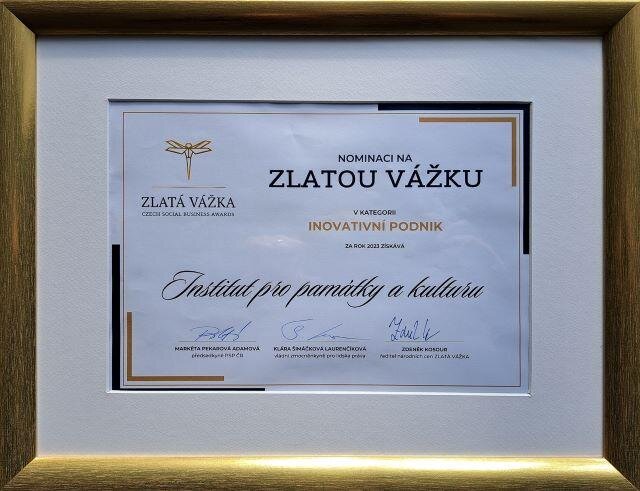 ZLATÁ VÁŽKA
CZECH SOCIAL BUSINESS AWARDS
NOMINACI NA
ZLATOU VÁŽKU
V KATEGORII
INOVATIVNÍ PODNIK
ZA ROK 2023 ZÍSKÁVÁ
Institut pro památky a kulturu
MARKÉTA PEKAROVÁ ADAMOVÁ
předsedkyně PSP ČR
KLÁRA ŠIMÁČKOVÁ LAURENČÍKOVÁ
vládní zmocněnkyně pro lidská práva
ZDENĚK KOSOUR
ředitel národních cen ZLATÁ VÁŽKA